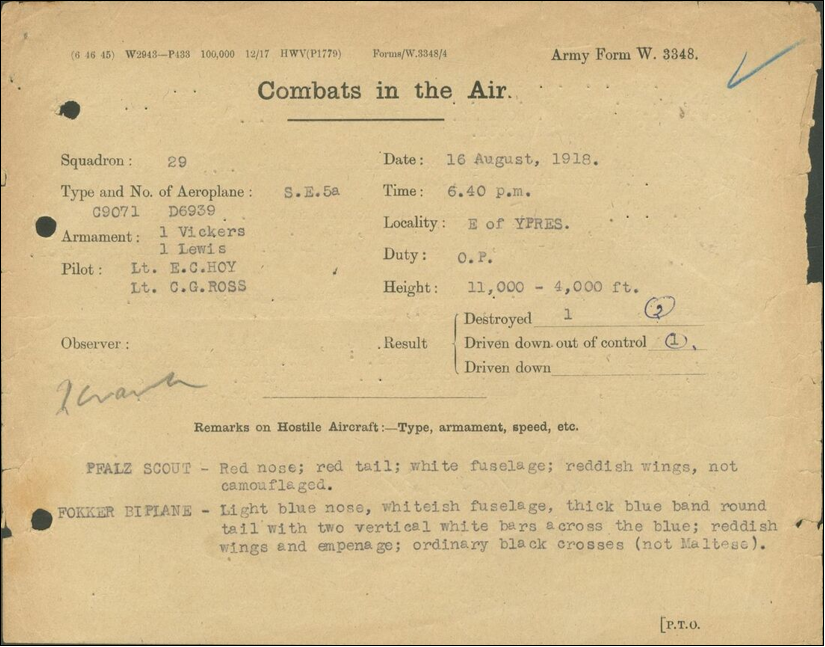 (6 46 45) W2943—P433 100,000 12/17 HWV(P1779) Forms/W.3348/4 Army Form W. 3348.
Combats in the Air.
Squadron: 29 Date: 16 August, 1918.
Type and No. of Aeroplane: S.E.5a Time: 6.40 p.m.
C9071 D6939
Locality: E of YPRES.
Armament: 1 Vickers
1 Lewis
Duty: O.P.
Pilot: Lt. E.C.HOY
Lt. C.G.ROSS Height: 11,000 - 4,000 ft.
Destroyed 1 2
Observer: Result Driven down out of control 1.
Driven down
Remarks on Hostile Aircraft:—Type, armament, speed, etc.
PFALZ SCOUT - Red nose; red tail; white fuselage; reddish wings, not
camouflaged.
FOKKER BIPLANE - Light blue nose, whiteish fuselage, thick blue band round
tail with two vertical white bars across the blue; reddish
wings and empenage; ordinary black crosses (not Maltese).
[P.T.O.